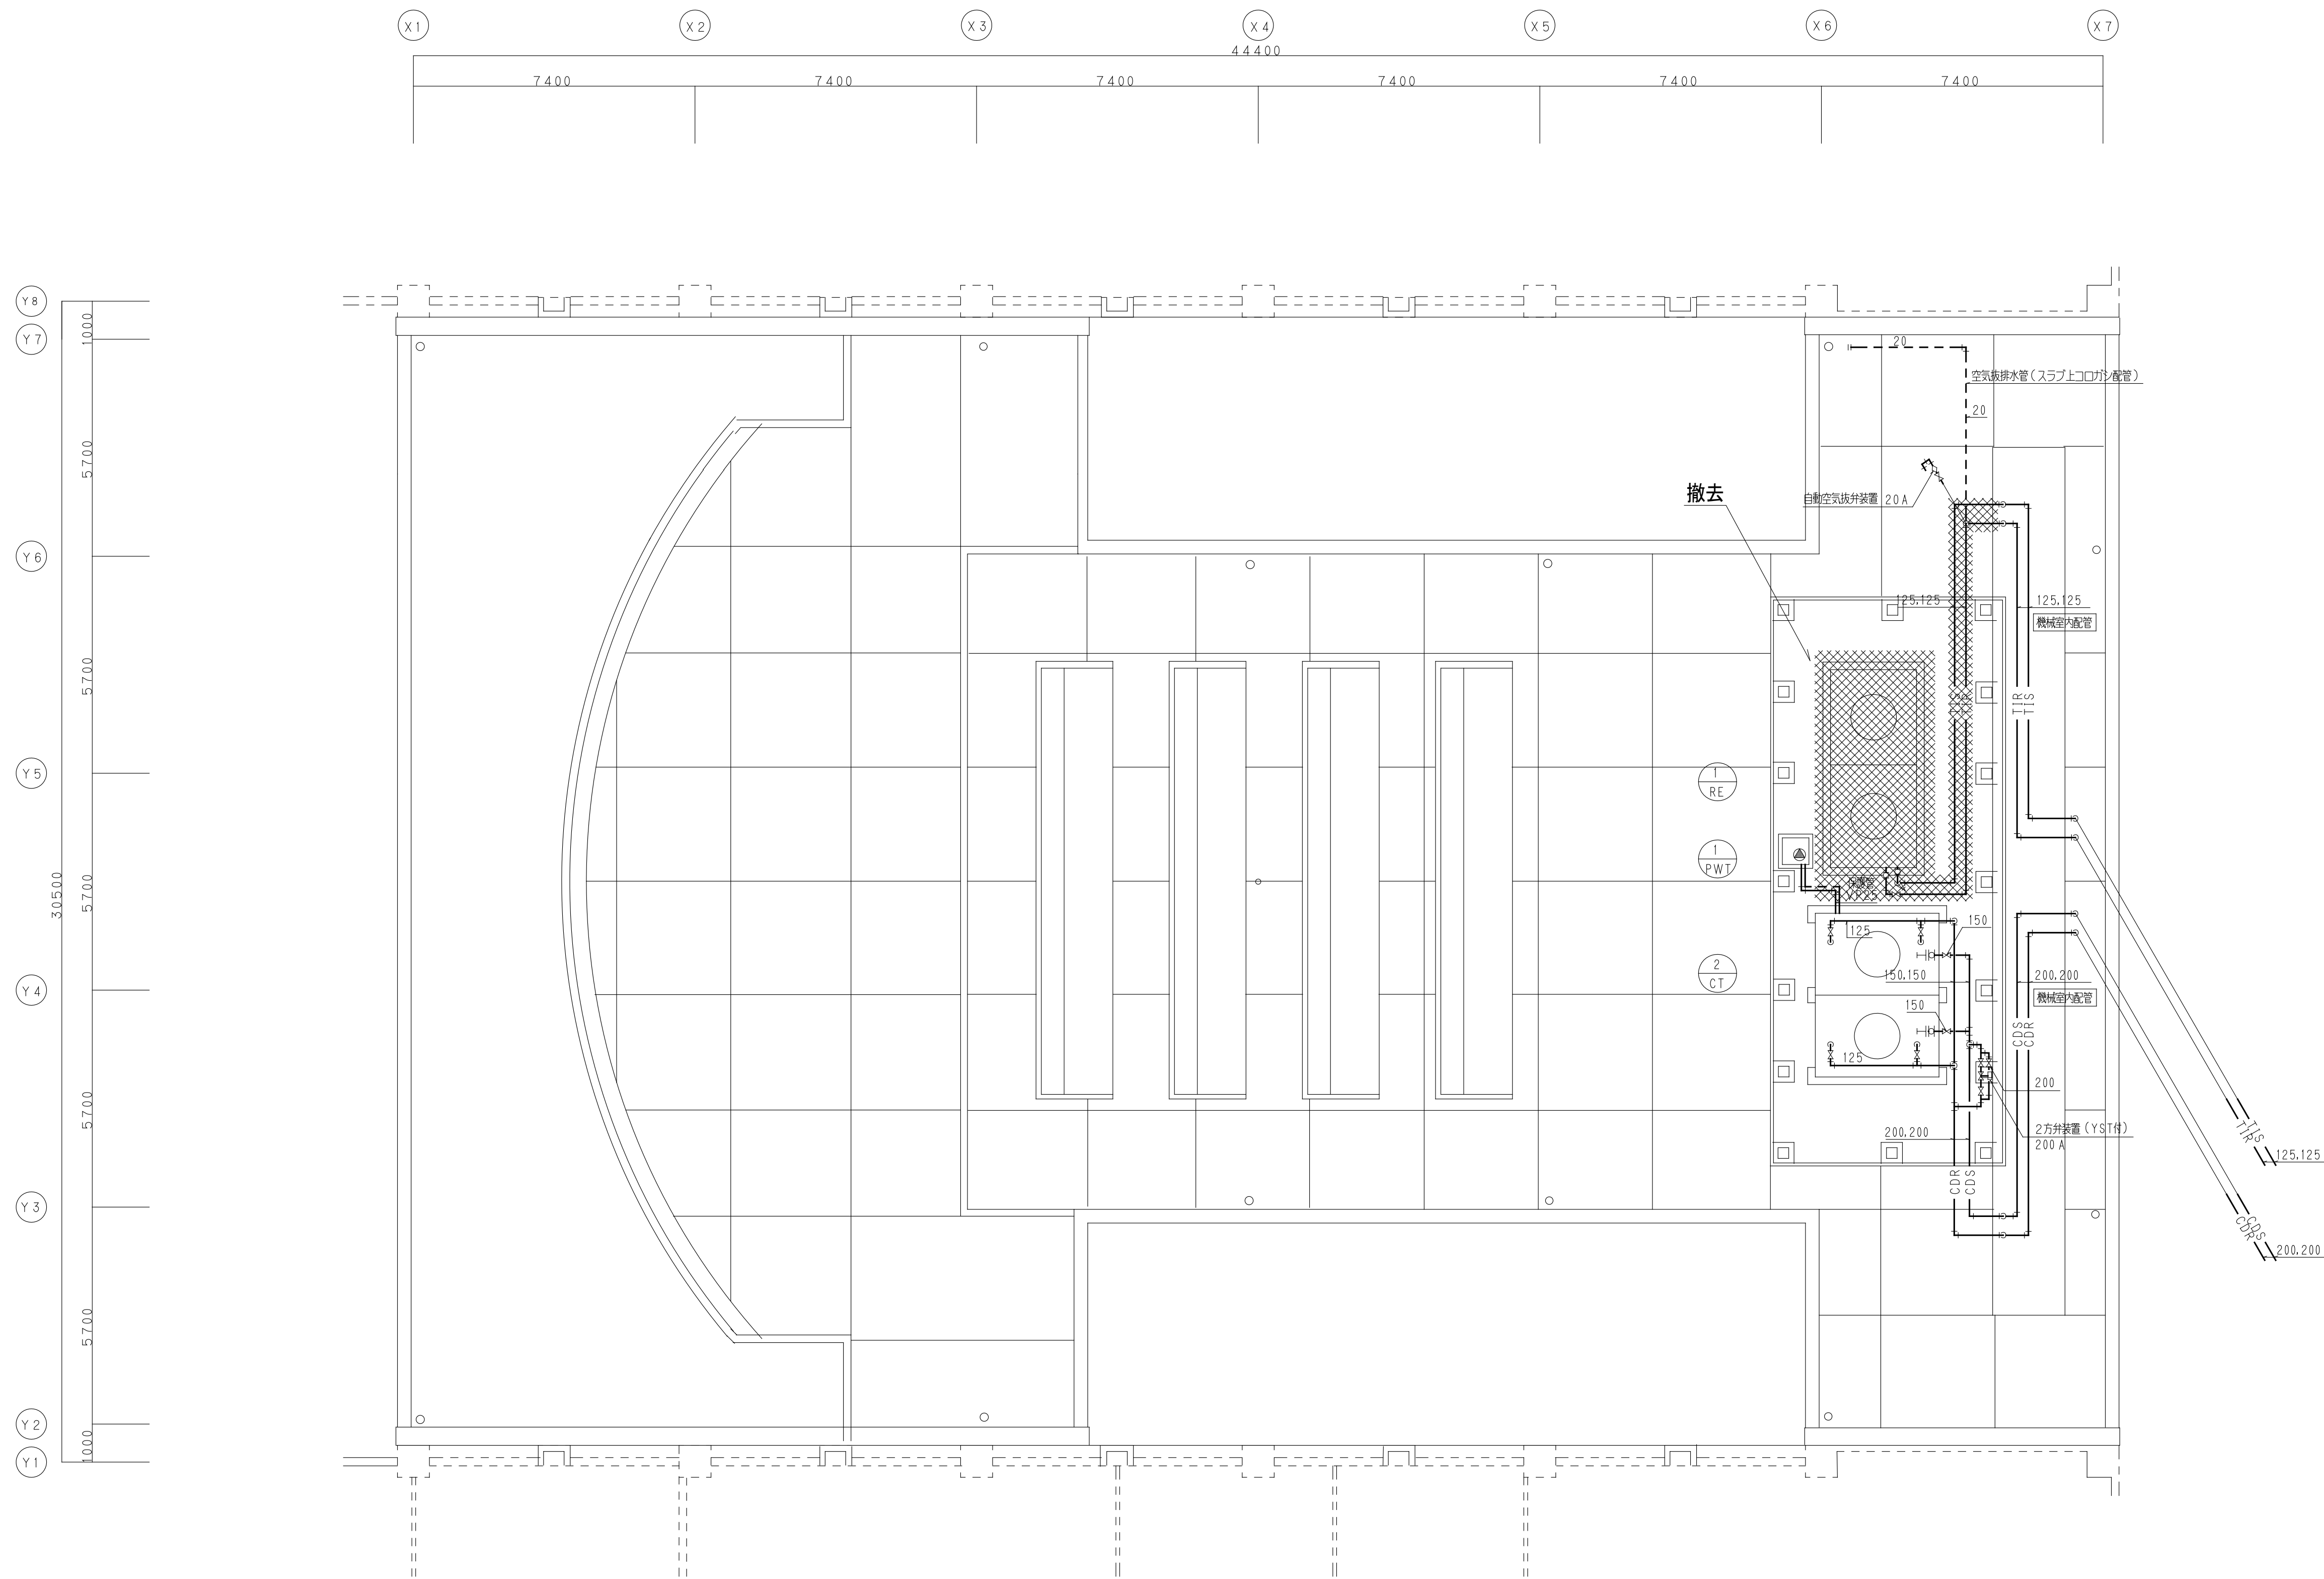 X1
X2
X3
X4
X5
X6
X7
44400
7400
7400
7400
7400
7400
7400
Y8
Y7
Y6
Y5
Y4
Y3
Y2
Y1
1000
5700
5700
5700
5700
5700
1000
30500
20
空気抜排水管(スラブ上コロガシ配管)
20
撤去
自動空気抜弁装置 20A
125,125
125,125
機械室内配管
TIS
TIR
TIR
TIS
1
RE
1
PWT
保護管
VP25
2
CT
125
150
150,150
200,200
機械室内配管
150
CDS
CDR
125
200
2方弁装置(YST付)
200A
200,200
CDR
CDS
TIS
TIR
125,125
CDS
CDR
200,200